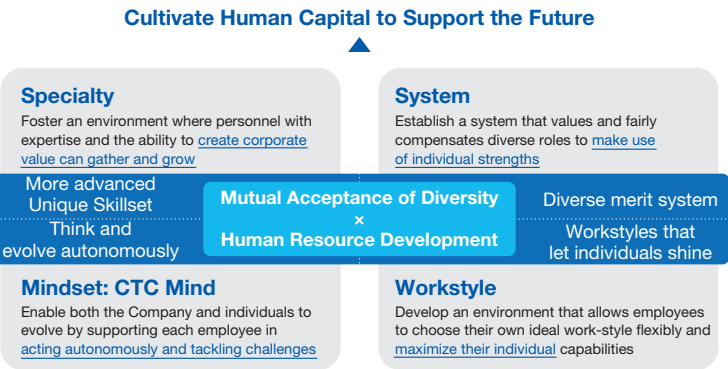 Cultivate Human Capital to Support the Future
Specialty
Foster an environment where personnel with
expertise and the ability to create corporate
value can gather and grow
System
Establish a system that values and fairly
compensates diverse roles to make use
of individual strengths
More advanced
Unique Skillset
Think and
evolve autonomously
Mutual Acceptance of Diversity
×
Human Resource Development
Diverse merit system
Workstyles that
let individuals shine
Mindset: CTC Mind
Enable both the Company and individuals to
evolve by supporting each employee in
acting autonomously and tackling challenges
Workstyle
Develop an environment that allows employees
to choose their own ideal work-style flexibly and
maximize their individual capabilities